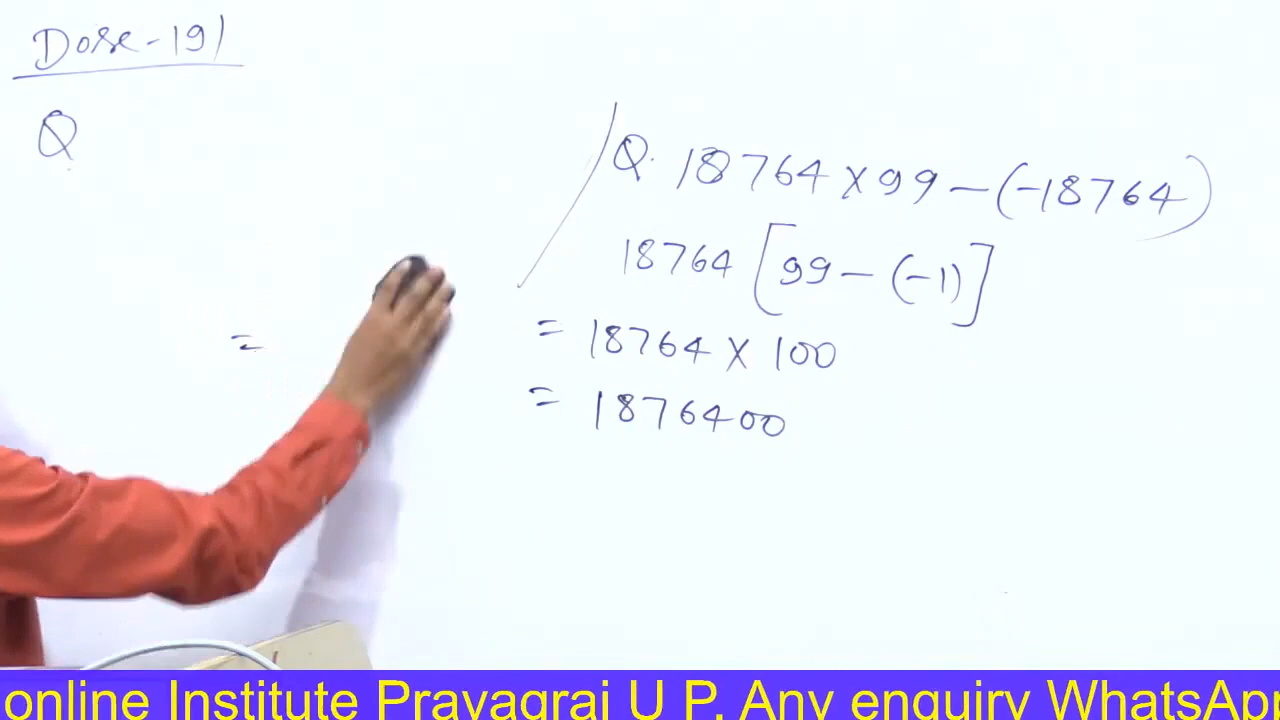 Dose-191
Q
=
Q. 18764 × 99 – (-18764)
18764 [99 – (-1)]
= 18764 × 100
= 1876400
online Institute Prayagraj U P. Any enquiry WhatsApp